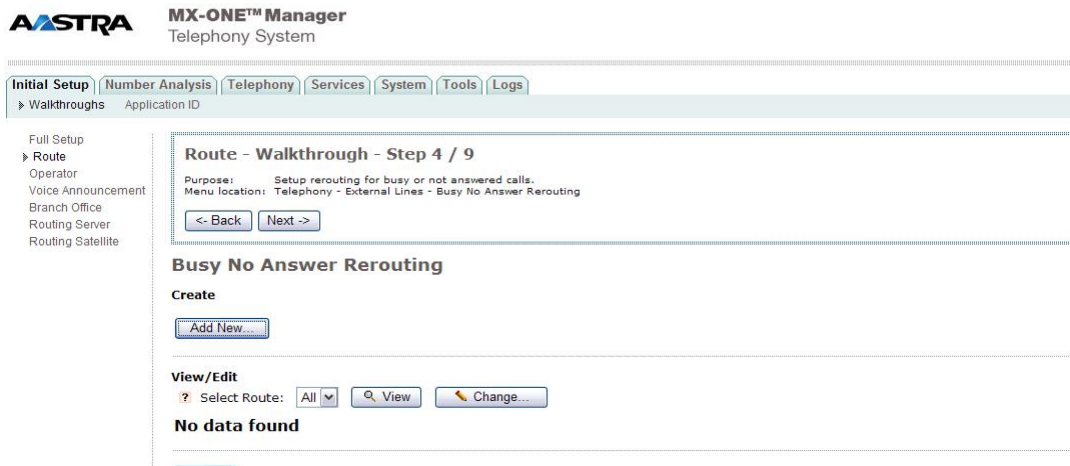 AASTRA
MX-ONE™ Manager
Telephony System
Initial Setup Number Analysis Telephony Services System Tools Logs
Walkthroughs Application ID
Full Setup
Route
Operator
Voice Announcement
Branch Office
Routing Server
Routing Satellite
Route - Walkthrough - Step 4 / 9
Purpose: Setup rerouting for busy or not answered calls.
Menu location: Telephony - External Lines - Busy No Answer Rerouting
<- Back Next ->
Busy No Answer Rerouting
Create
Add New...
View/Edit
? Select Route: All View Change...
No data found